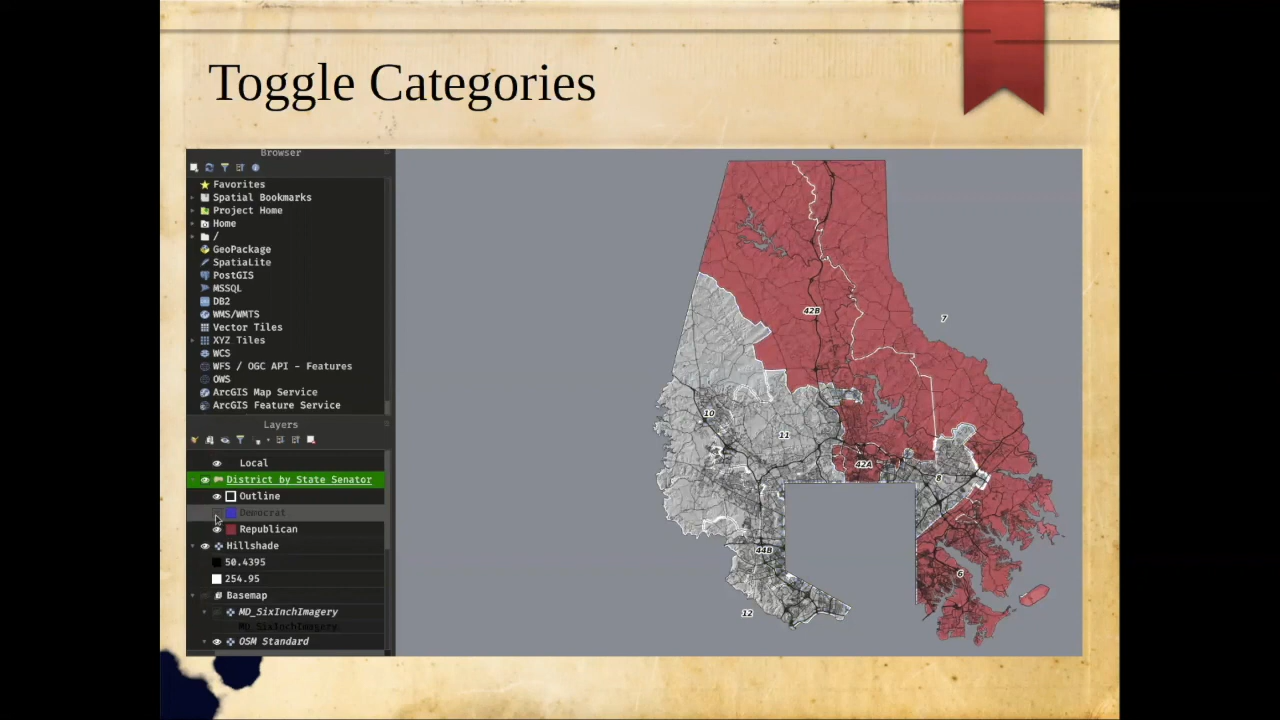 Toggle Categories
Browser
Favorites
Spatial Bookmarks
Project Home
Home
/
GeoPackage
SpatiaLite
PostGIS
MSSQL
DB2
WMS/WMTS
Vector Tiles
XYZ Tiles
WCS
WFS / OGC API - Features
OWS
ArcGIS Map Service
ArcGIS Feature Service
Layers
Local
District by State Senator
Outline
Democrat
Republican
Hillshade
50.4395
254.95
Basemap
MD_SixInchImagery
MD_SixInchImagery
OSM Standard
42B
7
10
11
42A
8
44B
6
12